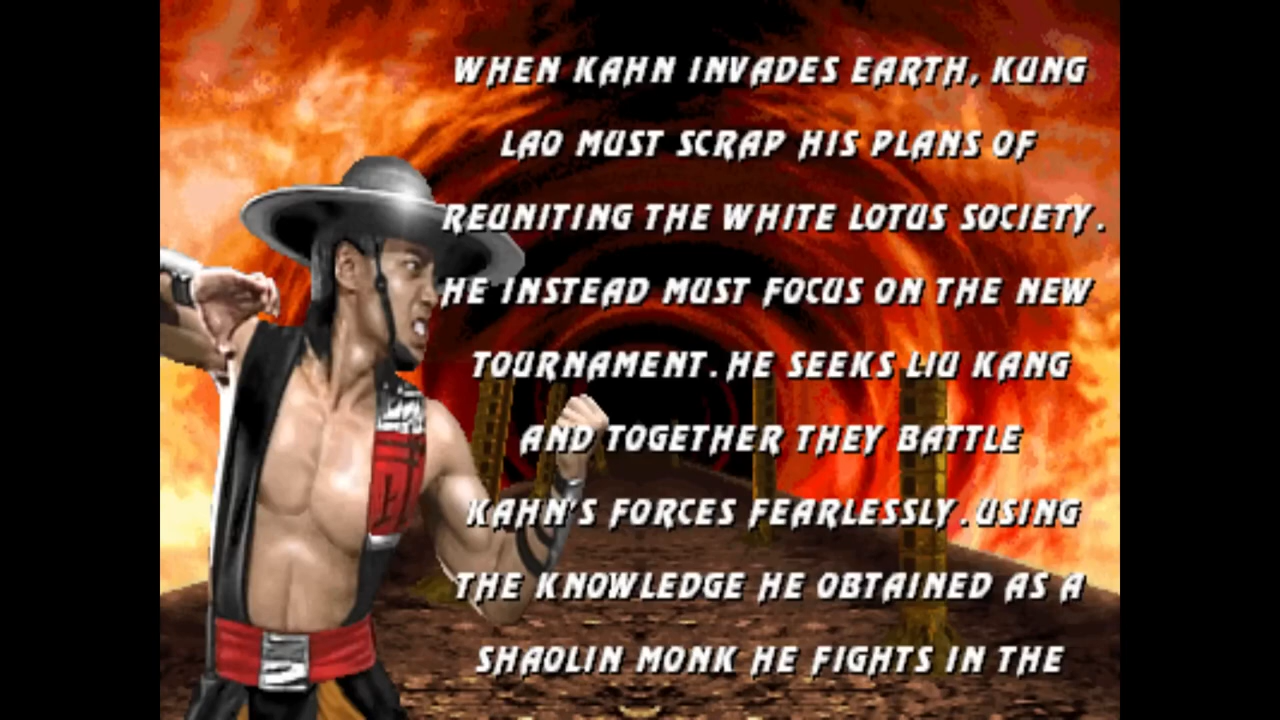 WHEN KAHN INVADES EARTH, KUNG
LAO MUST SCRAP HIS PLANS OF
REUNITING THE WHITE LOTUS SOCIETY.
HE INSTEAD MUST FOCUS ON THE NEW
TOURNAMENT. HE SEEKS LIU KANG
AND TOGETHER THEY BATTLE
KAHN'S FORCES FEARLESSLY. USING
THE KNOWLEDGE HE OBTAINED AS A
SHAOLIN MONK HE FIGHTS IN THE